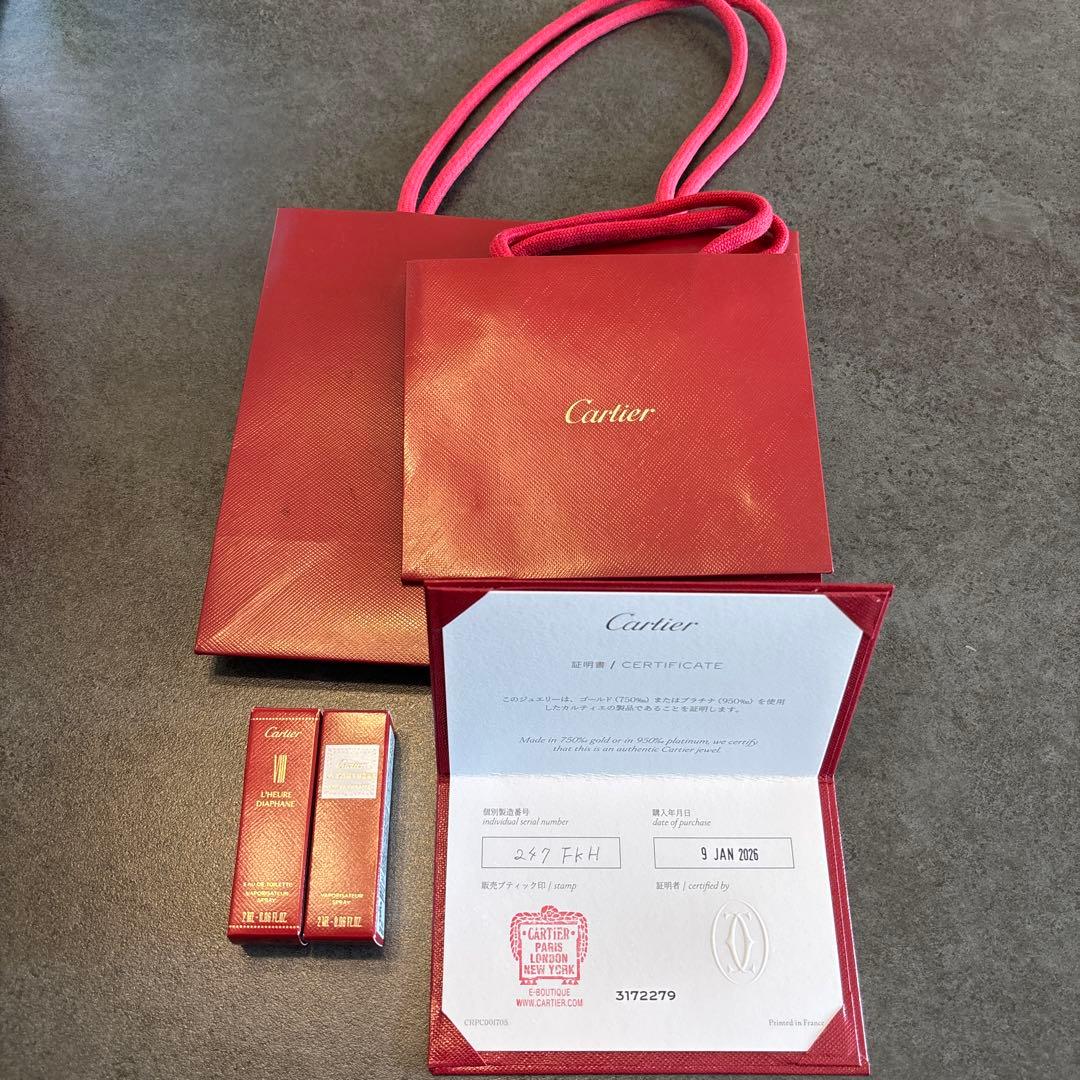 Cartier
Cartier
証明書 / CERTIFICATE
このジュエリーは、ゴールド(750‰)またはプラチナ(950‰)を使用
したカルティエの製品であることを証明します。
Made in 750‰ gold or in 950‰ platinum, we certify
that this is an authentic Cartier jewel.
個別製造番号
individual serial number
購入年月日
date of purchase
247 FKH
9 JAN 2026
販売ブティック印 / stamp
証明者 / certified by
CARTIER
PARIS
LONDON
NEW YORK
E-BOUTIQUE
WWW.CARTIER.COM
3172279
CRPC001705
Printed in France
Cartier
VIII
L'HEURE
DIAPHANE
EAU DE TOILETTE
VAPORISATEUR
SPRAY
2 ml - 0.06 FL.OZ.
Cartier
VAPORISATEUR
SPRAY
2 ml - 0.06 FL.OZ.